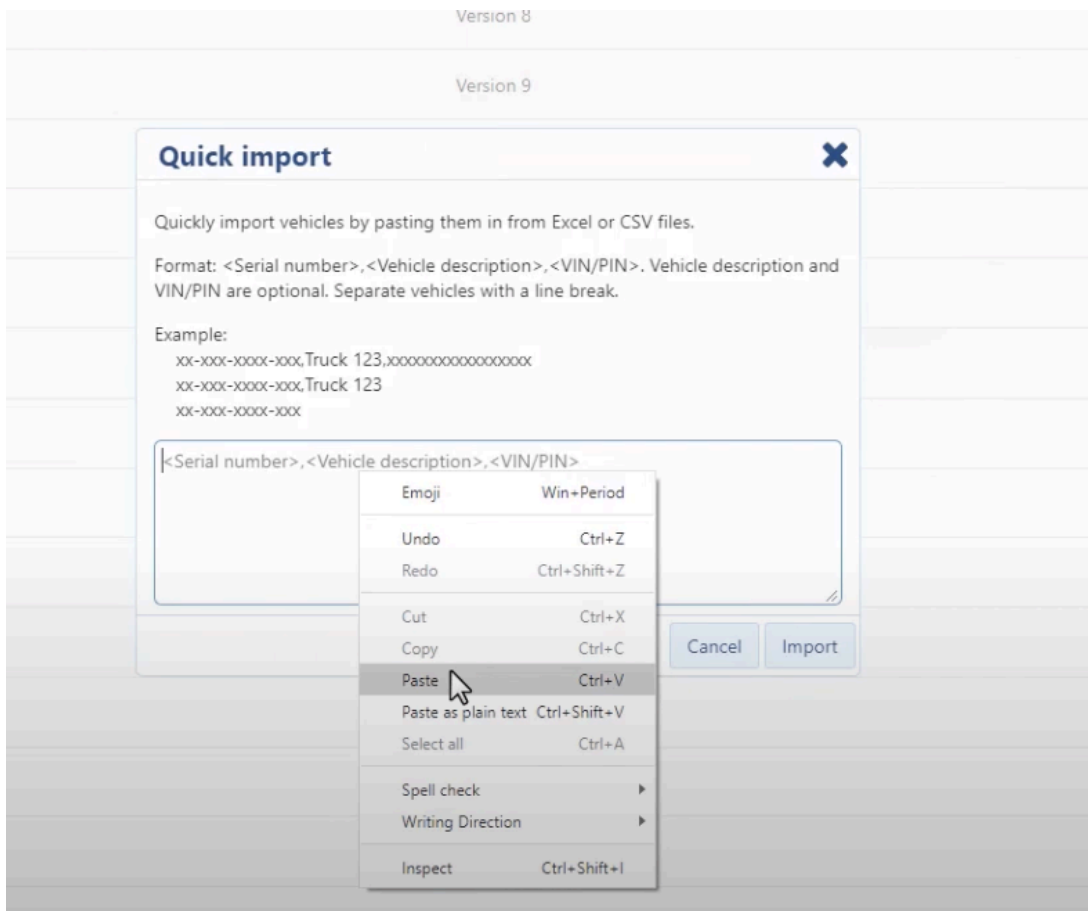 Version 8
Version 9
Quick import
Quickly import vehicles by pasting them in from Excel or CSV files.
Format: <Serial number>,<Vehicle description>,<VIN/PIN>. Vehicle description and
VIN/PIN are optional. Separate vehicles with a line break.
Example:
xx-xxx-xxxx-xxx,Truck 123,xxxxxxxxxxxxxxxxx
xx-xxx-xxxx-xxx,Truck 123
xx-xxx-xxxx-xxx
<Serial number>,<Vehicle description>,<VIN/PIN>
Emoji Win+Period
Undo Ctrl+Z
Redo Ctrl+Shift+Z
Cut Ctrl+X
Copy Ctrl+C
Cancel Import
Paste Ctrl+V
Paste as plain text Ctrl+Shift+V
Select all Ctrl+A
Spell check
Writing Direction
Inspect Ctrl+Shift+I